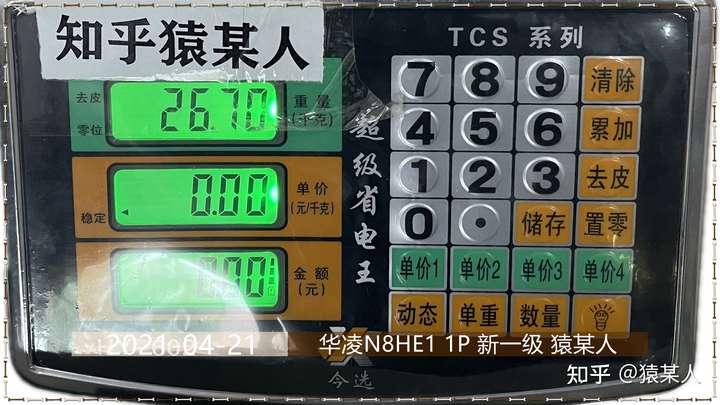 知乎猿某人
TCS 系列
去皮
零位
26.70
重量
(千克)
稳定
0.00
单价
(元/千克)
0.00
金额
(元)
超级省电王
7 8 9 清除
4 5 6 累加
1 2 3 去皮
0 · 储存 置零
单价1 单价2 单价3 单价4
动态 单重 数量
2021-04-21
华凌N8HE1 1P 新一级 猿某人
今选
知乎 @猿某人